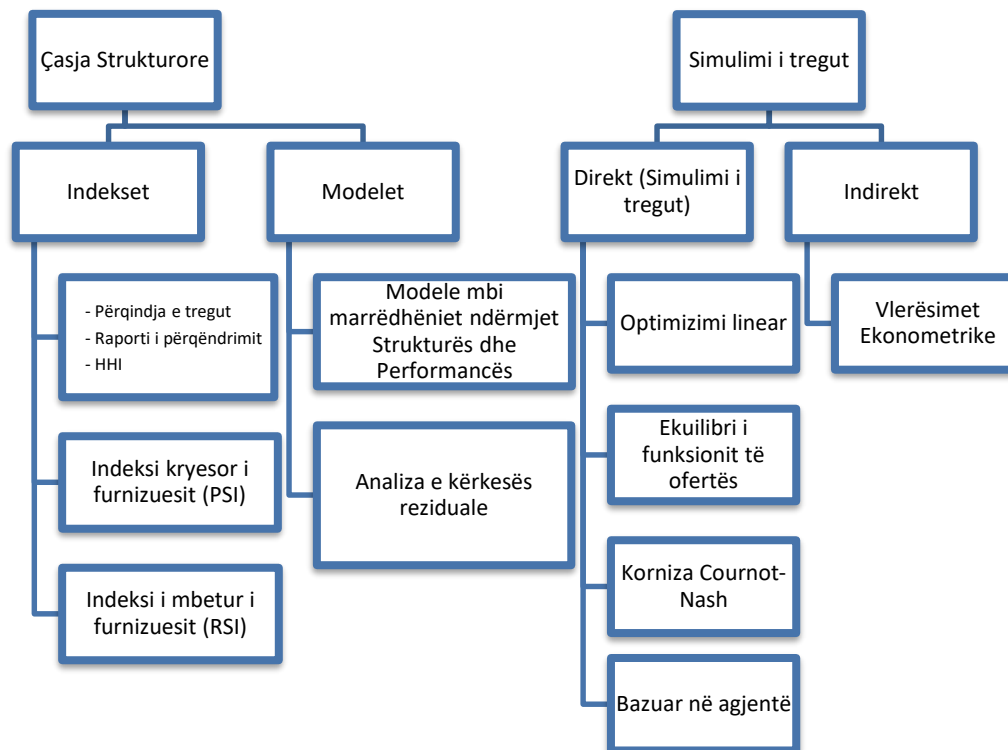 Çasja Strukturore
Indekset
- Përqindja e tregut
- Raporti i përqëndrimit
- HHI
Indeksi kryesor i
furnizuesit (PSI)
Indeksi i mbetur i
furnizuesit (RSI)
Modelet
Modele mbi
marrëdhëniet ndërmjet
Strukturës dhe
Performancës
Analiza e kërkesës
reziduale
Simulimi i tregut
Direkt (Simulimi i
tregut)
Optimizimi linear
Ekuilibri i
funksionit të
ofertës
Korniza Cournot-
Nash
Bazuar në agjentë
Indirekt
Vlerësimet
Ekonometrike